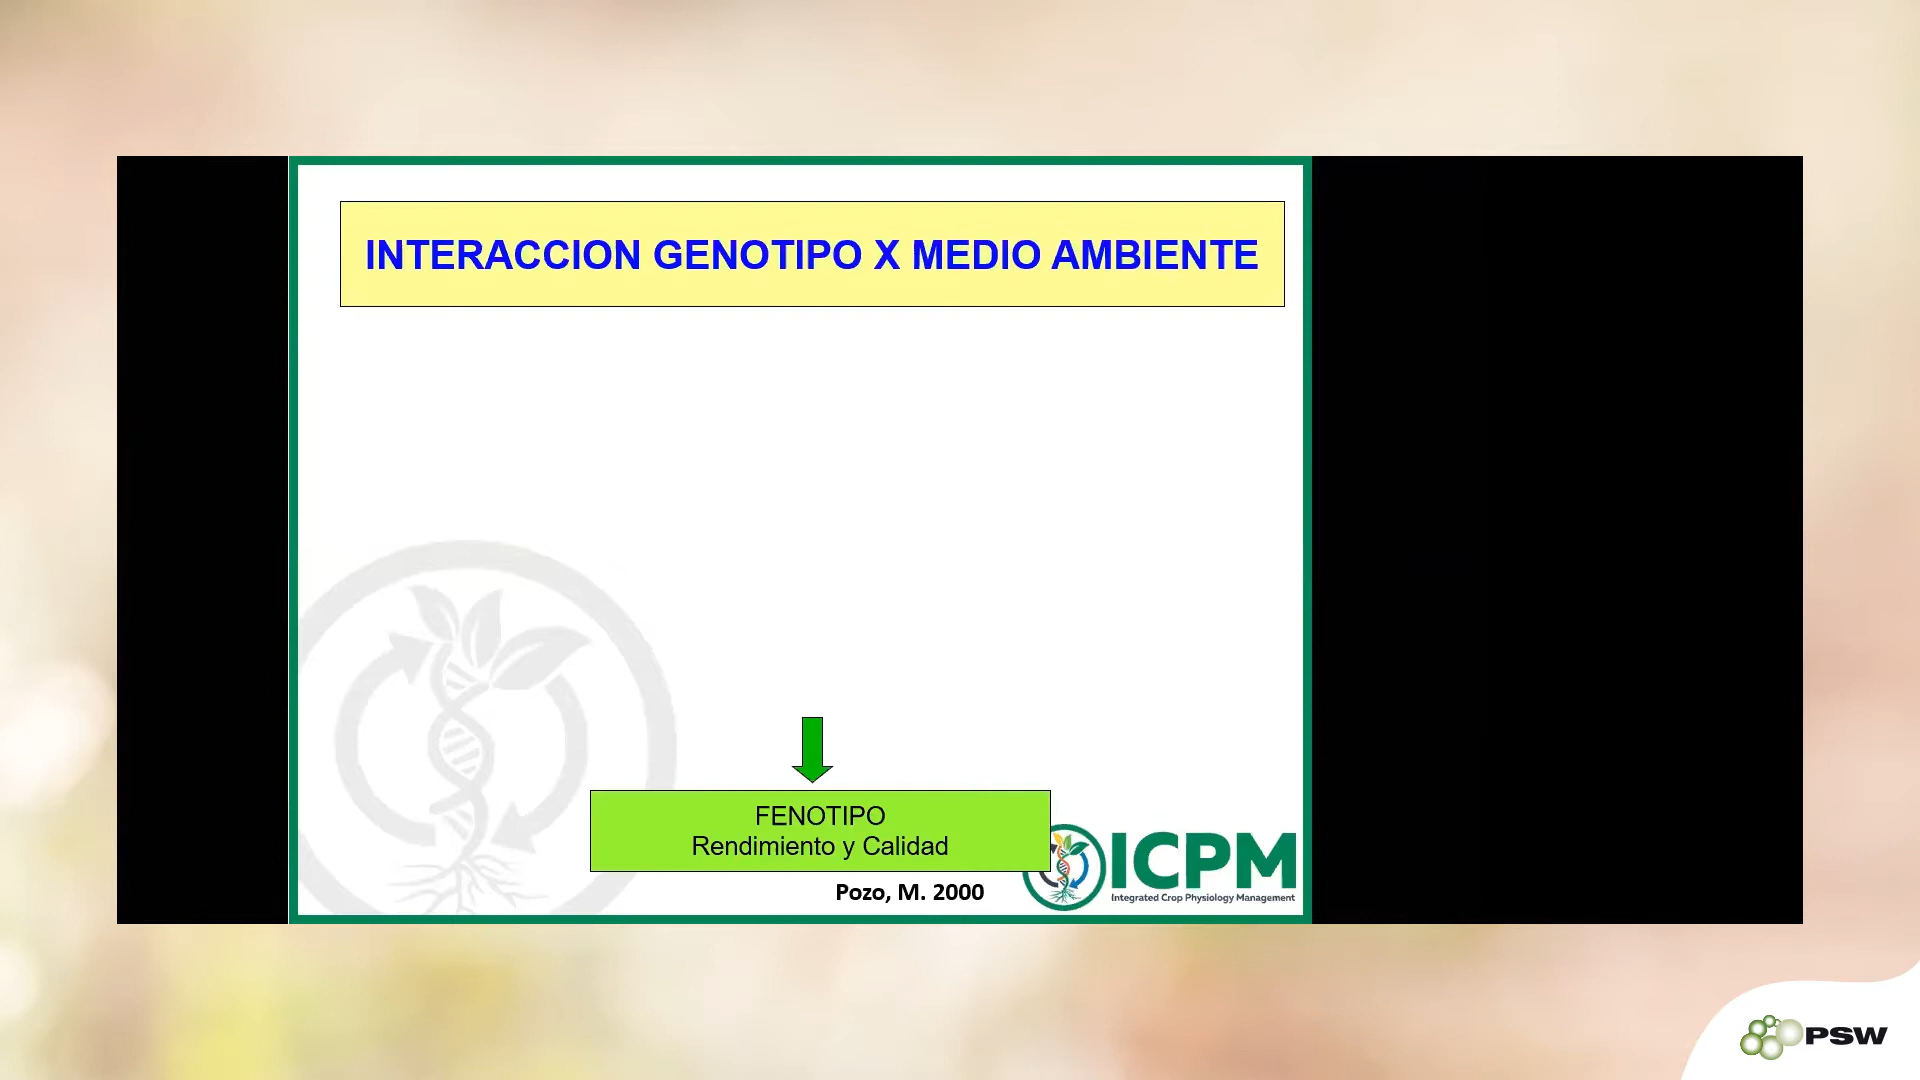 INTERACCION GENOTIPO X MEDIO AMBIENTE
FENOTIPO
Rendimiento y Calidad
Pozo, M. 2000
ICPM
Integrated Crop Physiology Management
PSW